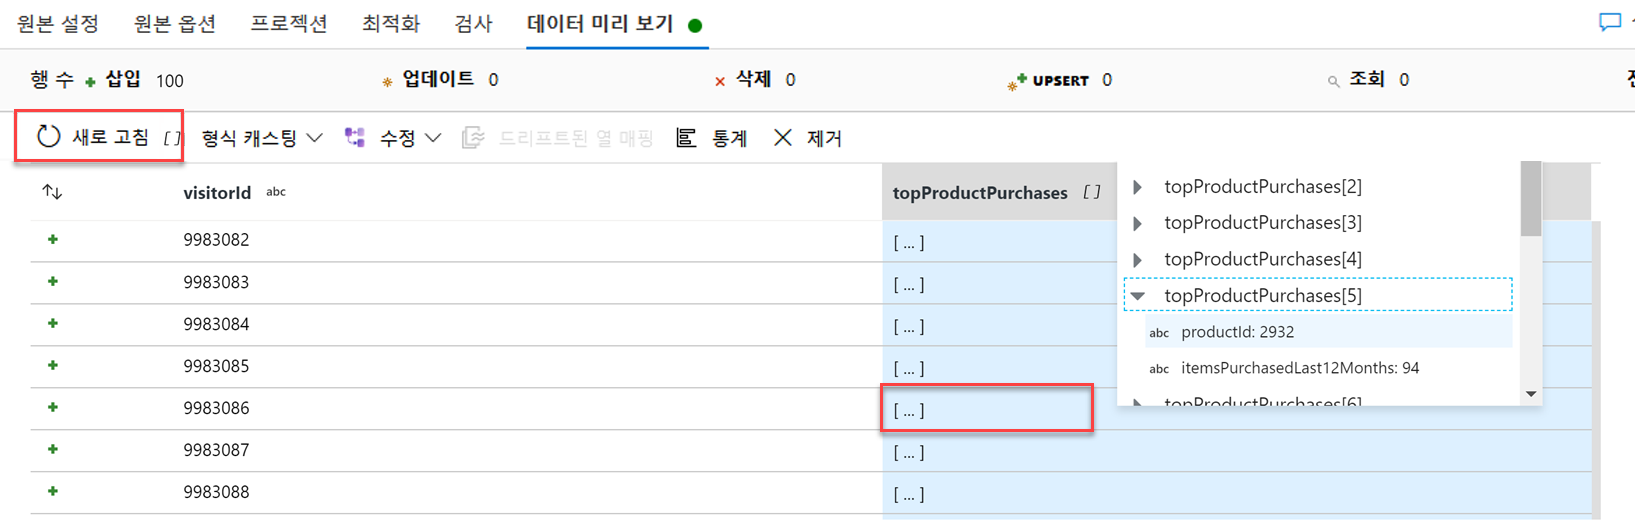 원본 설정 원본 옵션 프로젝션 최적화 검사 데이터 미리 보기
행 수 + 삽입 100 업데이트 0 × 삭제 0 UPSERT 0 조회 0
새로 고침 [ ] 형식 캐스팅 수정 드리프트된 열 매핑 통계 × 제거
visitorId abc topProductPurchases [ ]
9983082 [ ... ]
9983083 [ ... ]
9983084 [ ... ]
9983085 [ ... ]
9983086 [ ... ]
9983087 [ ... ]
9983088 [ ... ]
topProductPurchases[2]
topProductPurchases[3]
topProductPurchases[4]
topProductPurchases[5]
abc productId: 2932
abc itemsPurchasedLast12Months: 94
topProductPurchases[6]